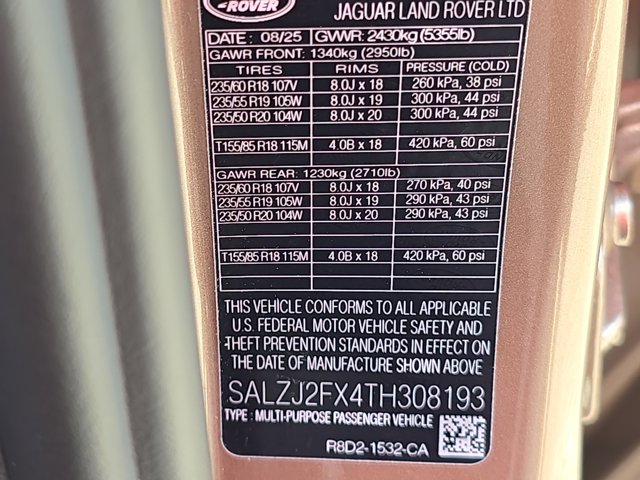 ROVER
JAGUAR LAND ROVER LTD
DATE: 08/25 GVWR: 2430kg (5355lb)
GAWR FRONT: 1340kg (2950lb)
TIRES RIMS PRESSURE (COLD)
235/60 R18 107V 8.0J x 18 260 kPa, 38 psi
235/55 R19 105W 8.0J x 19 300 kPa, 44 psi
235/50 R20 104W 8.0J x 20 300 kPa, 44 psi
T155/85 R18 115M 4.0B x 18 420 kPa, 60 psi
GAWR REAR: 1230kg (2710lb)
235/60 R18 107V 8.0J x 18 270 kPa, 40 psi
235/55 R19 105W 8.0J x 19 290 kPa, 43 psi
235/50 R20 104W 8.0J x 20 290 kPa, 43 psi
T155/85 R18 115M 4.0B x 18 420 kPa, 60 psi
THIS VEHICLE CONFORMS TO ALL APPLICABLE
U.S. FEDERAL MOTOR VEHICLE SAFETY AND
THEFT PREVENTION STANDARDS IN EFFECT ON
THE DATE OF MANUFACTURE SHOWN ABOVE
SALZJ2FX4TH308193
TYPE: MULTI-PURPOSE PASSENGER VEHICLE
R8D2-1532-CA